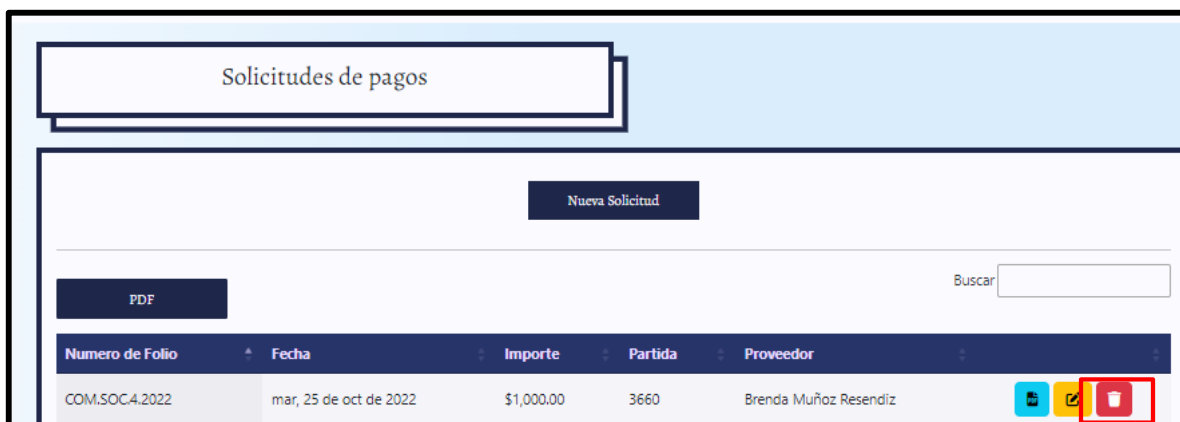 Solicitudes de pagos
Nueva Solicitud
Buscar
PDF
Numero de Folio Fecha Importe Partida Proveedor
COM.SOC.4.2022 mar, 25 de oct de 2022 $1,000.00 3660 Brenda Muñoz Resendiz